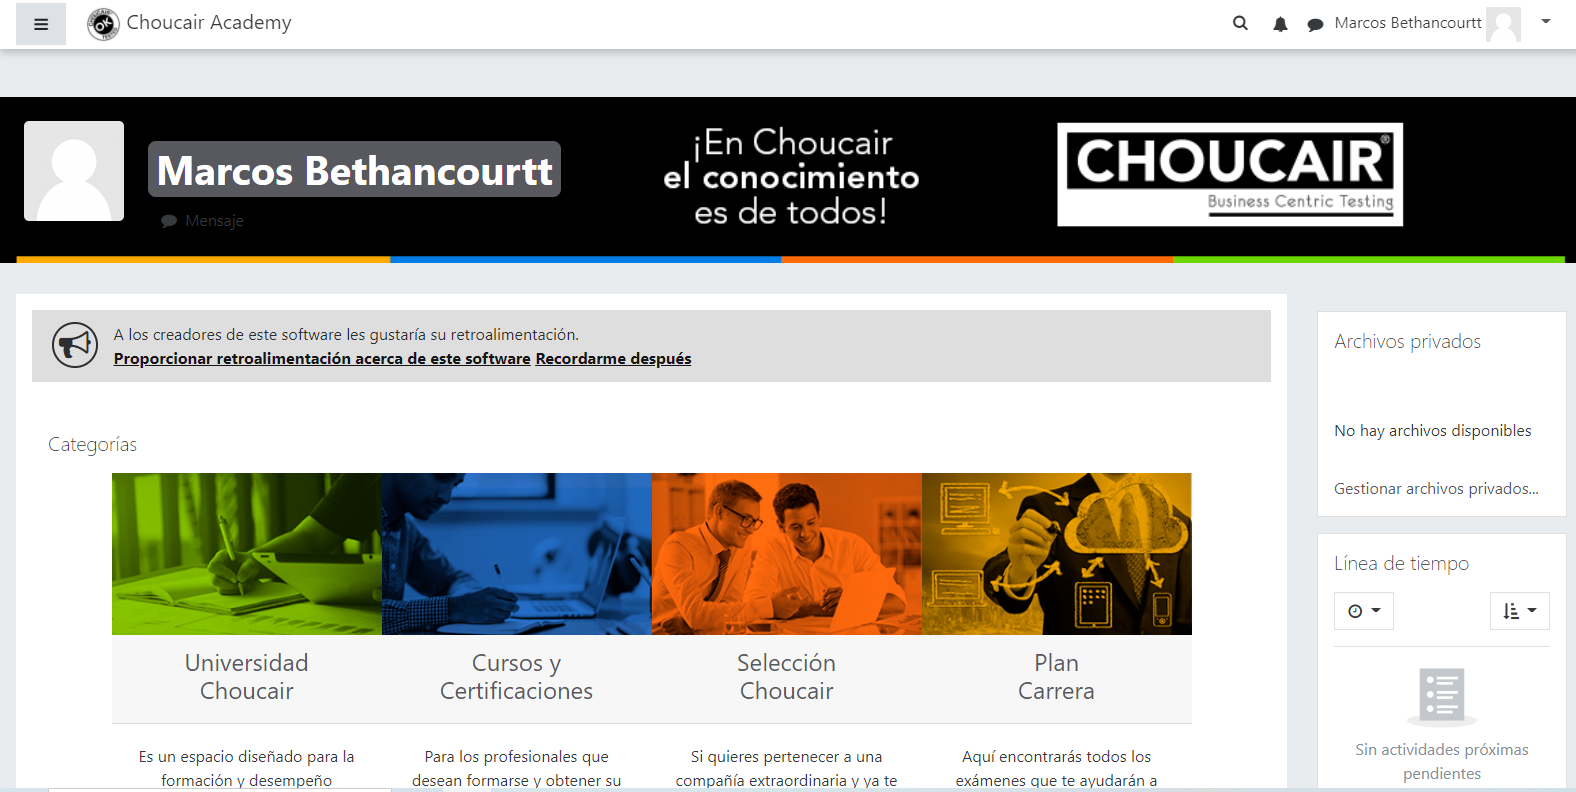 Choucair Academy
Marcos Bethancourtt
Marcos Bethancourtt
Mensaje
¡En Choucair
el conocimiento
es de todos!
CHOUCAIR®
Business Centric Testing
A los creadores de este software les gustaría su retroalimentación.
Proporcionar retroalimentación acerca de este software Recordarme después
Categorías
Universidad
Choucair
Es un espacio diseñado para la
formación y desempeño
Cursos y
Certificaciones
Para los profesionales que
desean formarse y obtener su
Selección
Choucair
Si quieres pertenecer a una
compañía extraordinaria y ya te
Plan
Carrera
Aquí encontrarás todos los
exámenes que te ayudarán a
Archivos privados
No hay archivos disponibles
Gestionar archivos privados...
Línea de tiempo
Sin actividades próximas
pendientes